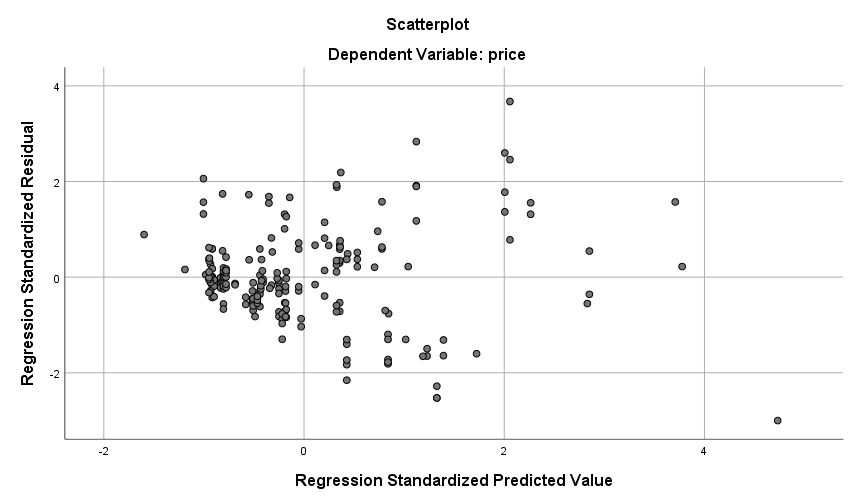 Scatterplot
Dependent Variable: price
Regression Standardized Residual
4
2
0
-2
-2
0
2
4
Regression Standardized Predicted Value